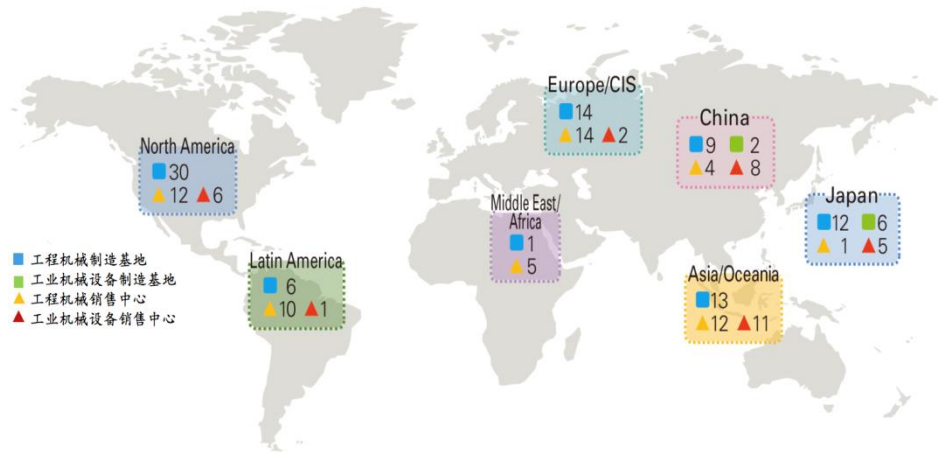 North America
30
12 6
Latin America
6
10 1
Europe/CIS
14
14 2
Middle East/
Africa
1
5
China
9 2
4 8
Japan
12 6
1 5
Asia/Oceania
13
12 11
工程机械制造基地
工业机械设备制造基地
工程机械销售中心
工业机械设备销售中心